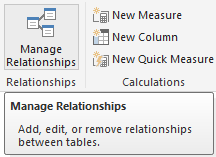 Manage
Relationships
Relationships
New Measure
New Column
New Quick Measure
Calculations
Manage Relationships
Add, edit, or remove relationships
between tables.